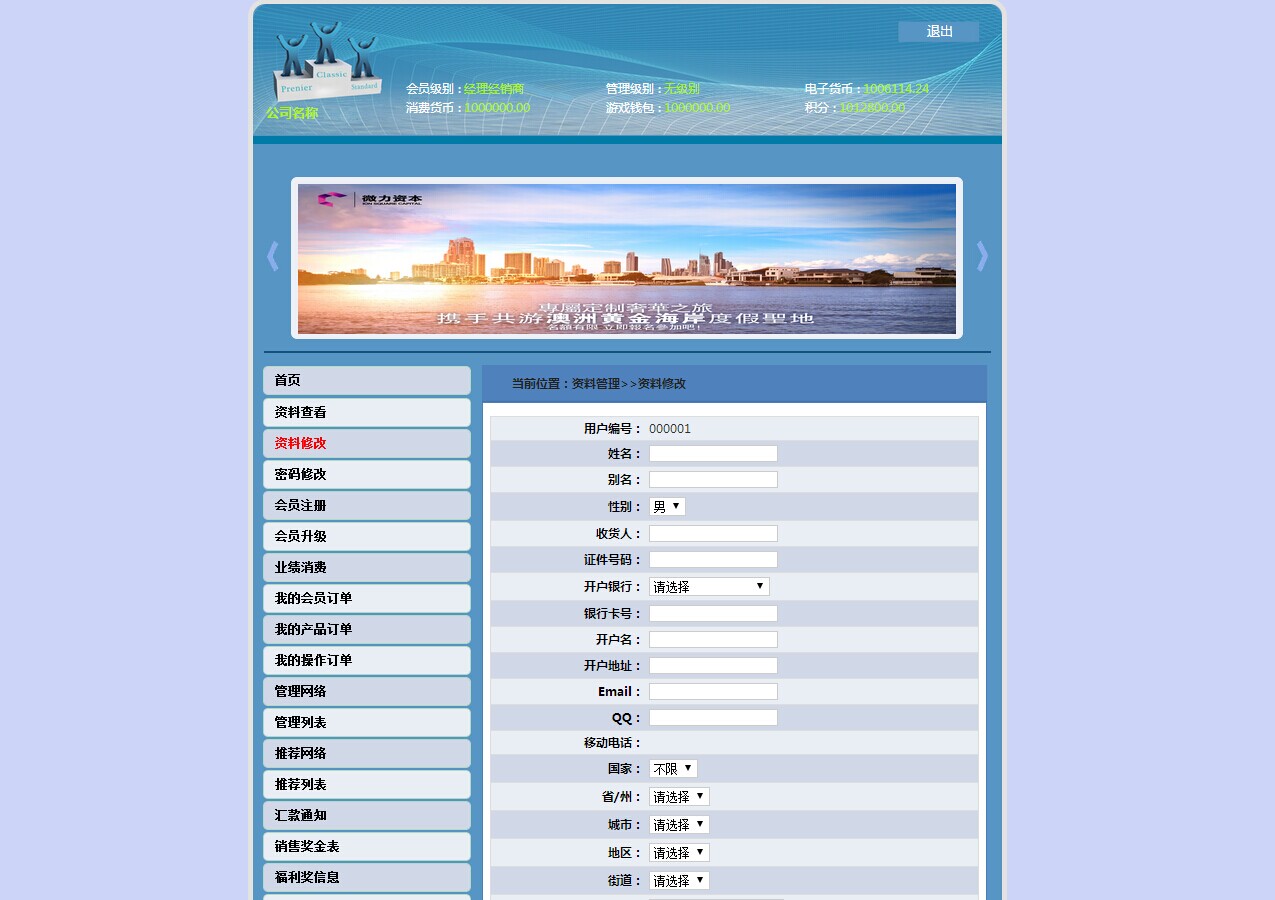 退出
Premier Classic Standard
公司名称
会员级别：经理经销商 管理级别：无级别 电子货币：1006114.24
消费货币：1000000.00 游戏钱包：1000000.00 积分：1012800.00
微力资本
ION SQUARE CAPITAL
專屬定制奢華之旅
携手共游澳洲黄金海岸度假聖地
名額有限 立即報名參加吧!
首页
资料查看
资料修改
密码修改
会员注册
会员升级
业绩消费
我的会员订单
我的产品订单
我的操作订单
管理网络
管理列表
推荐网络
推荐列表
汇款通知
销售奖金表
福利奖信息
当前位置：资料管理>>资料修改
用户编号： 000001
姓名：
别名：
性别： 男
收货人：
证件号码：
开户银行： 请选择
银行卡号：
开户名：
开户地址：
Email：
QQ：
移动电话：
国家： 不限
省/州： 请选择
城市： 请选择
地区： 请选择
街道： 请选择